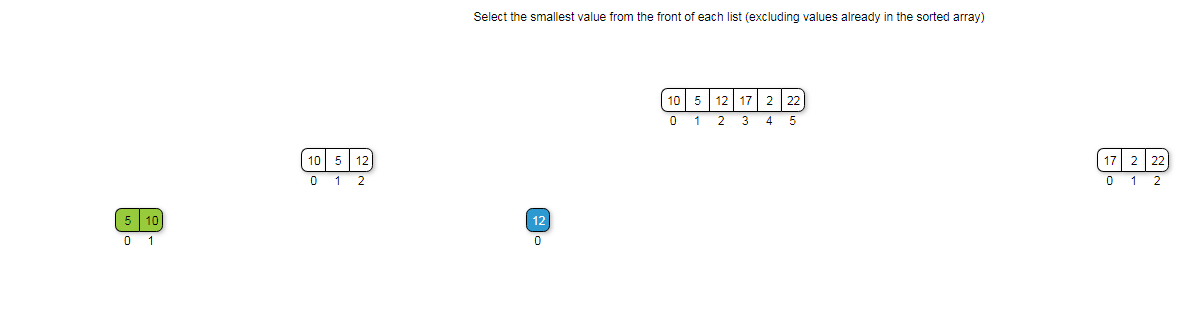 Select the smallest value from the front of each list (excluding values already in the sorted array)
10 5 12 17 2 22
0 1 2 3 4 5
10 5 12
0 1 2
17 2 22
0 1 2
5 10
0 1
12
0